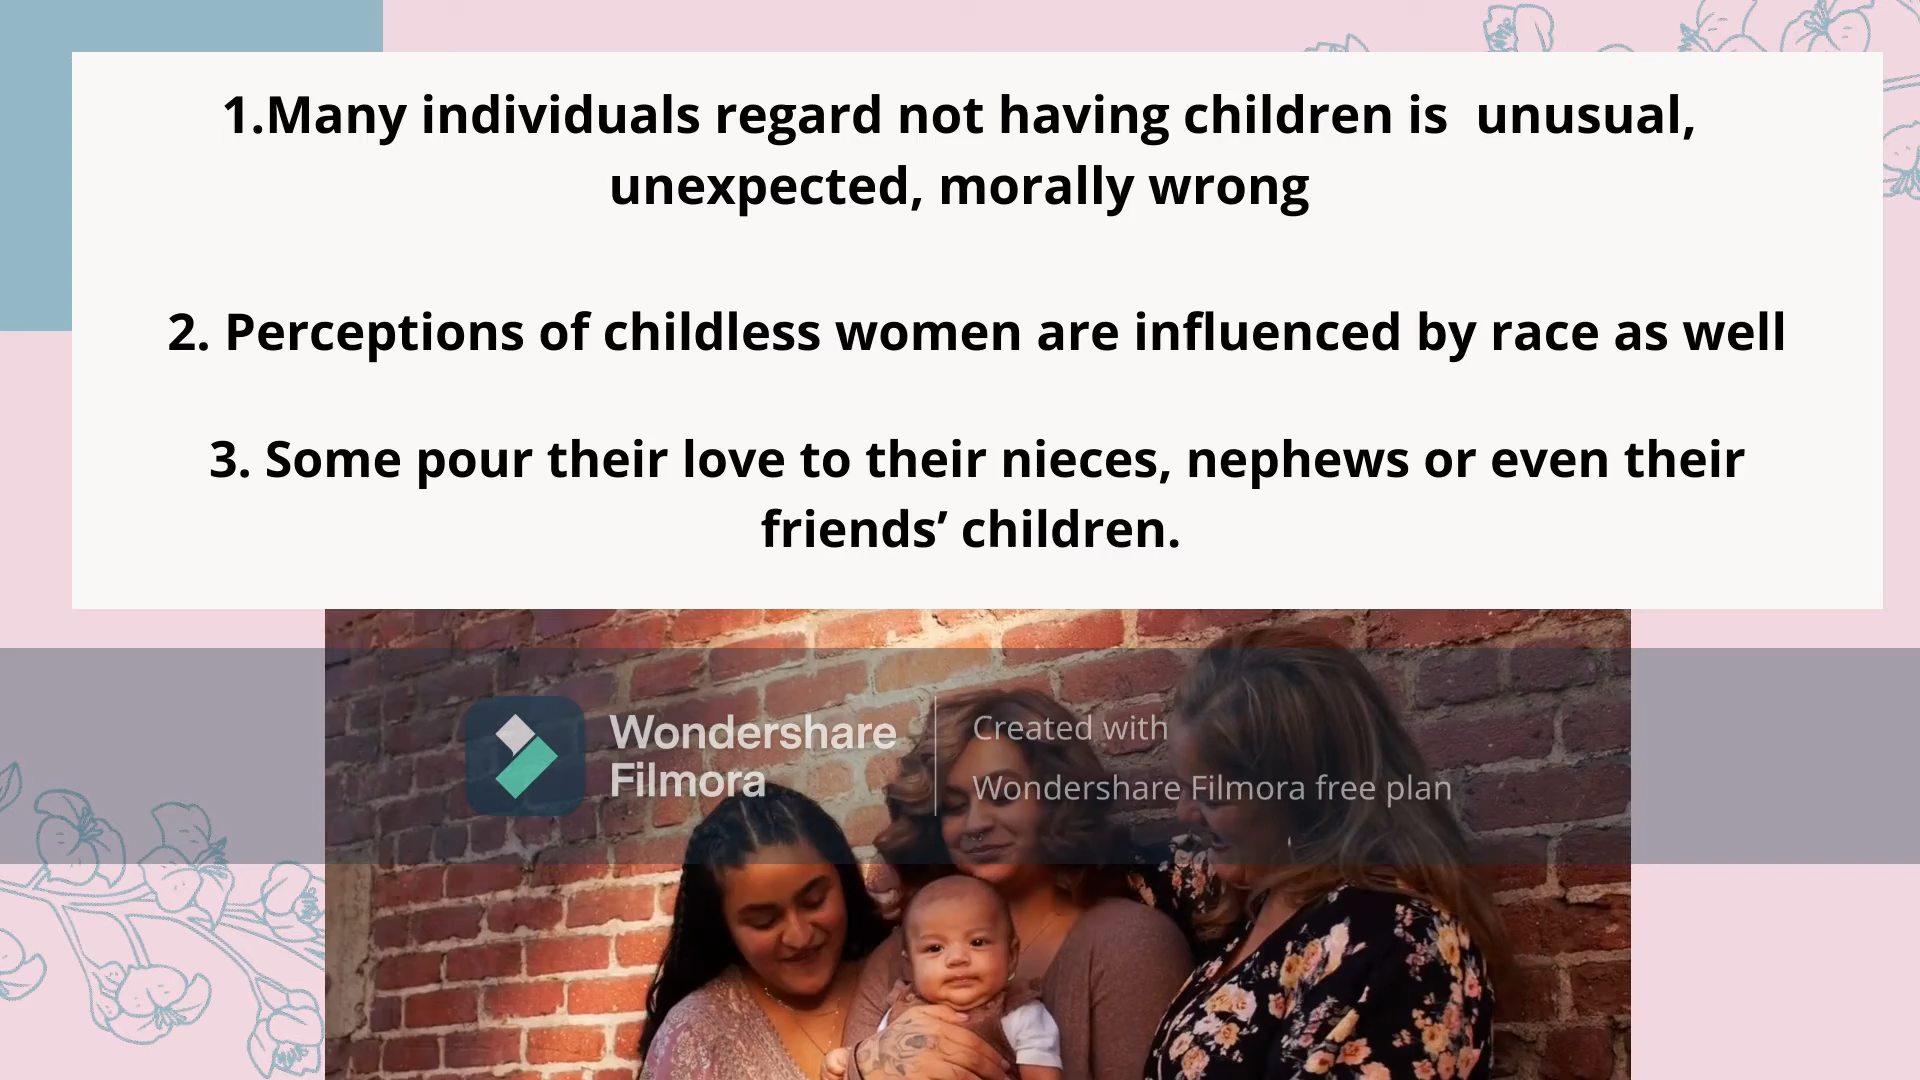 1.Many individuals regard not having children is  unusual,
unexpected, morally wrong
2. Perceptions of childless women are influenced by race as well
3. Some pour their love to their nieces, nephews or even their
friends’ children.
Wondershare
Filmora
Created with
Wondershare Filmora free plan